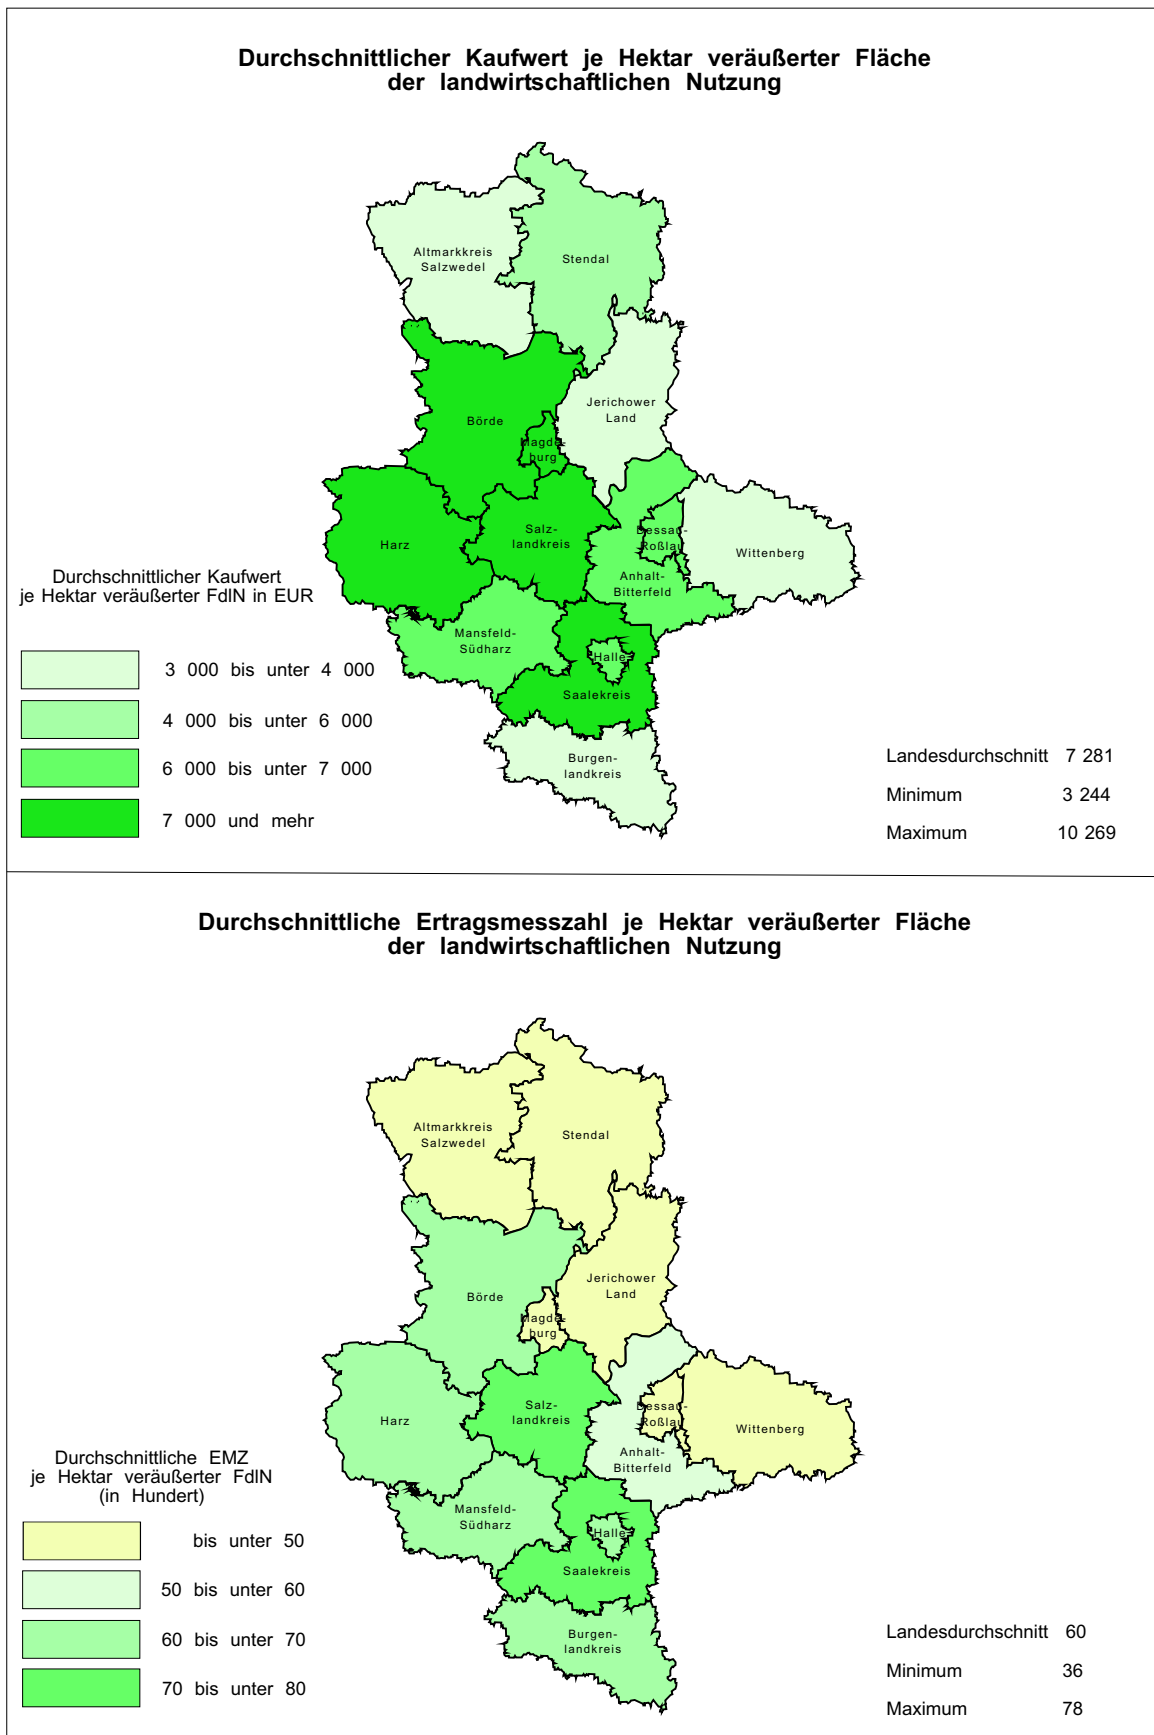 Durchschnittlicher Kaufwert je Hektar veräußerter Fläche
der landwirtschaftlichen Nutzung
Altmarkkreis
Salzwedel
Stendal
Jerichower
Land
Börde
Magde-
burg
Harz
Salz-
landkreis
Dessau-
Roßlau
Wittenberg
Anhalt-
Bitterfeld
Mansfeld-
Südharz
Halle
Saalekreis
Burgen-
landkreis
Durchschnittlicher Kaufwert
je Hektar veräußerter FdlN in EUR
3 000 bis unter 4 000
4 000 bis unter 6 000
6 000 bis unter 7 000
7 000 und mehr
Landesdurchschnitt 7 281
Minimum 3 244
Maximum 10 269
Durchschnittliche Ertragsmesszahl je Hektar veräußerter Fläche
der landwirtschaftlichen Nutzung
Altmarkkreis
Salzwedel
Stendal
Jerichower
Land
Börde
Magde-
burg
Harz
Salz-
landkreis
Dessau-
Roßlau
Wittenberg
Anhalt-
Bitterfeld
Mansfeld-
Südharz
Halle
Saalekreis
Burgen-
landkreis
Durchschnittliche EMZ
je Hektar veräußerter FdlN
(in Hundert)
bis unter 50
50 bis unter 60
60 bis unter 70
70 bis unter 80
Landesdurchschnitt 60
Minimum 36
Maximum 78